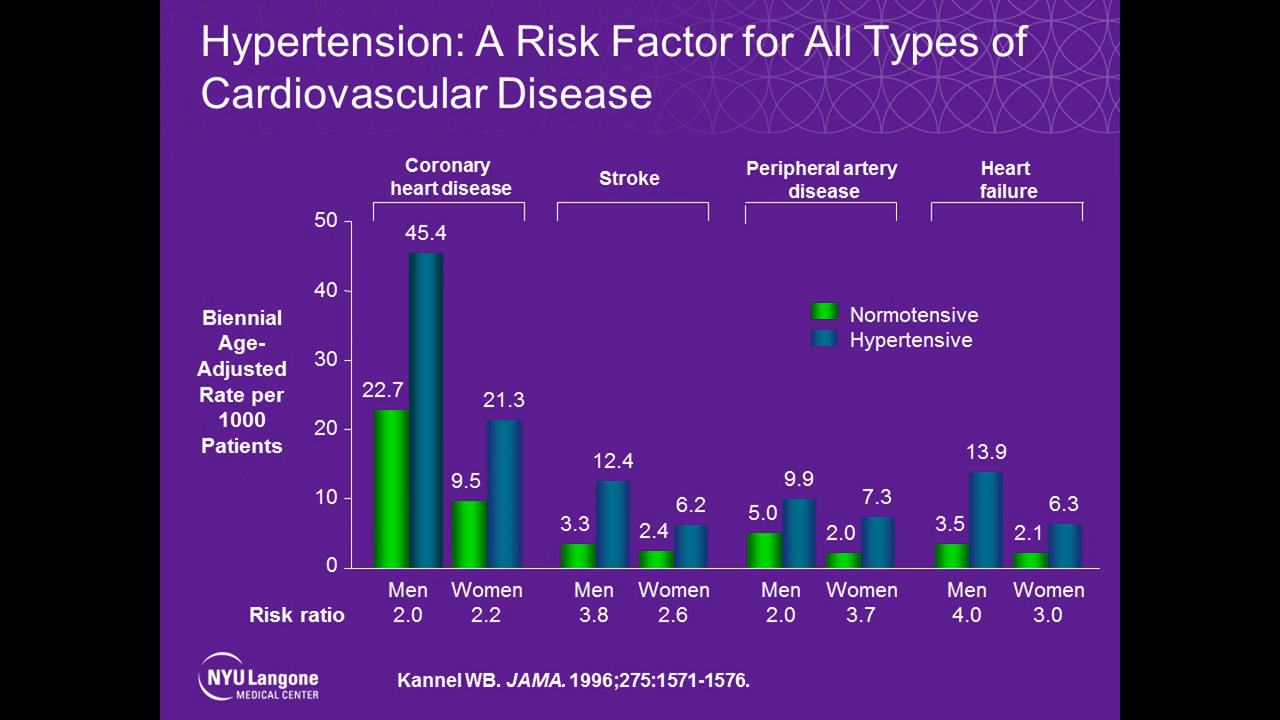 Hypertension: A Risk Factor for All Types of
Cardiovascular Disease
Coronary
heart disease
Stroke
Peripheral artery
disease
Heart
failure
50
40
30
20
10
0
Biennial
Age-
Adjusted
Rate per
1000
Patients
22.7
45.4
9.5
21.3
3.3
12.4
2.4
6.2
5.0
9.9
2.0
7.3
3.5
13.9
2.1
6.3
Normotensive
Hypertensive
Men Women Men Women Men Women Men Women
Risk ratio 2.0 2.2 3.8 2.6 2.0 3.7 4.0 3.0
NYU Langone
MEDICAL CENTER
Kannel WB. JAMA. 1996;275:1571-1576.